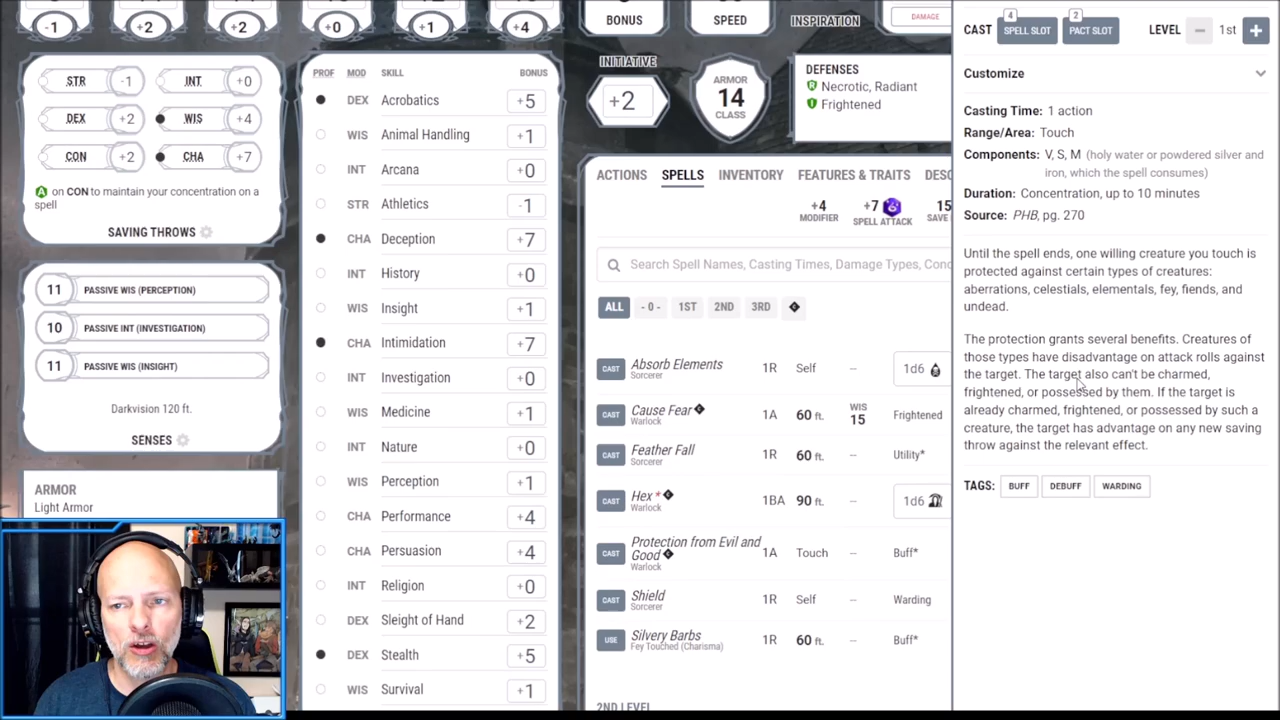 -1
+2
+2
+0
+1
+4
STR -1
INT +0
DEX +2
WIS +4
CON +2
CHA +7
A on CON to maintain your concentration on a
spell
SAVING THROWS
11 PASSIVE WIS (PERCEPTION)
10 PASSIVE INT (INVESTIGATION)
11 PASSIVE WIS (INSIGHT)
Darkvision 120 ft.
SENSES
ARMOR
Light Armor
PROF MOD SKILL BONUS
DEX Acrobatics +5
WIS Animal Handling +1
INT Arcana +0
STR Athletics -1
CHA Deception +7
INT History +0
WIS Insight +1
CHA Intimidation +7
INT Investigation +0
WIS Medicine +1
INT Nature +0
WIS Perception +1
CHA Performance +4
CHA Persuasion +4
INT Religion +0
DEX Sleight of Hand +2
DEX Stealth +5
WIS Survival +1
BONUS
SPEED
INSPIRATION
DAMAGE
INITIATIVE
+2
ARMOR
14
CLASS
DEFENSES
R Necrotic, Radiant
Frightened
ACTIONS SPELLS INVENTORY FEATURES & TRAITS DESC
+4
MODIFIER
+7
SPELL ATTACK
15
SAVE
Search Spell Names, Casting Times, Damage Types, Conc
ALL - 0 - 1ST 2ND 3RD
CAST Absorb Elements 1R Self -- 1d6
Sorcerer
CAST Cause Fear 1A 60 ft. WIS 15 Frightened
Warlock
CAST Feather Fall 1R 60 ft. -- Utility*
Sorcerer
CAST Hex * 1BA 90 ft. -- 1d6
Warlock
CAST Protection from Evil and
Good 1A Touch -- Buff*
Warlock
CAST Shield 1R Self -- Warding
Sorcerer
USE Silvery Barbs 1R 60 ft. -- Buff*
Fey Touched (Charisma)
2ND LEVEL
CAST 4 SPELL SLOT 2 PACT SLOT LEVEL − 1st +
Customize
Casting Time: 1 action
Range/Area: Touch
Components: V, S, M (holy water or powdered silver and
iron, which the spell consumes)
Duration: Concentration, up to 10 minutes
Source: PHB, pg. 270
Until the spell ends, one willing creature you touch is
protected against certain types of creatures:
aberrations, celestials, elementals, fey, fiends, and
undead.
The protection grants several benefits. Creatures of
those types have disadvantage on attack rolls against
the target. The target also can't be charmed,
frightened, or possessed by them. If the target is
already charmed, frightened, or possessed by such a
creature, the target has advantage on any new saving
throw against the relevant effect.
TAGS: BUFF DEBUFF WARDING